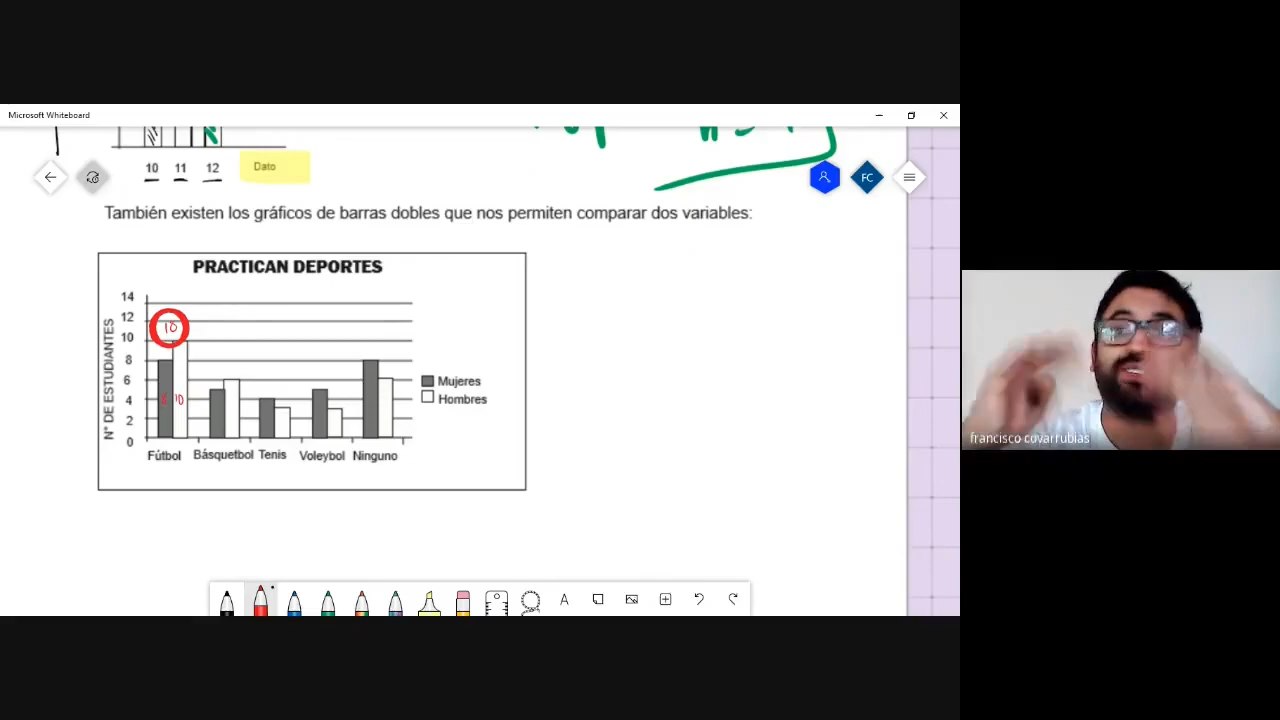 Microsoft Whiteboard
10 11 12
Dato
FC
También existen los gráficos de barras dobles que nos permiten comparar dos variables:
PRACTICAN DEPORTES
N° DE ESTUDIANTES
14
12
10
8
6
4
2
0
10
10
Mujeres
Hombres
Fútbol Básquetbol Tenis Voleybol Ninguno
francisco covarrubias
A